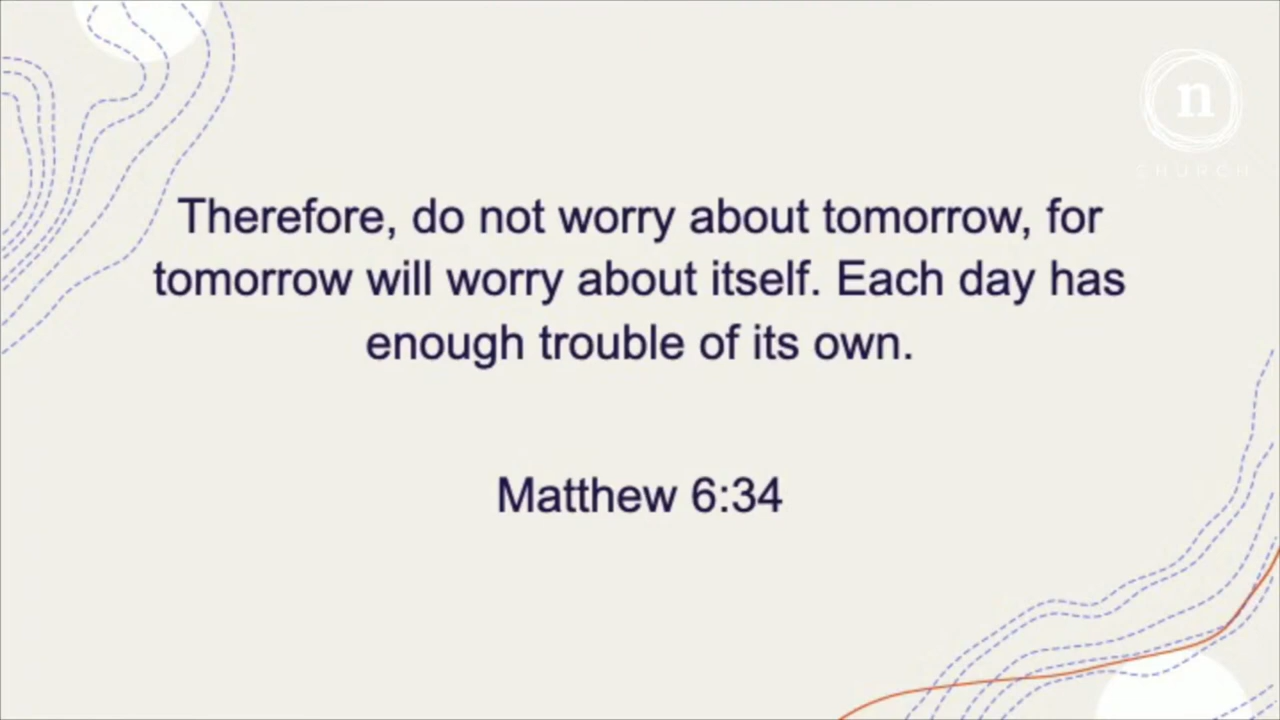 n
CHURCH
Therefore, do not worry about tomorrow, for
tomorrow will worry about itself. Each day has
enough trouble of its own.
Matthew 6:34